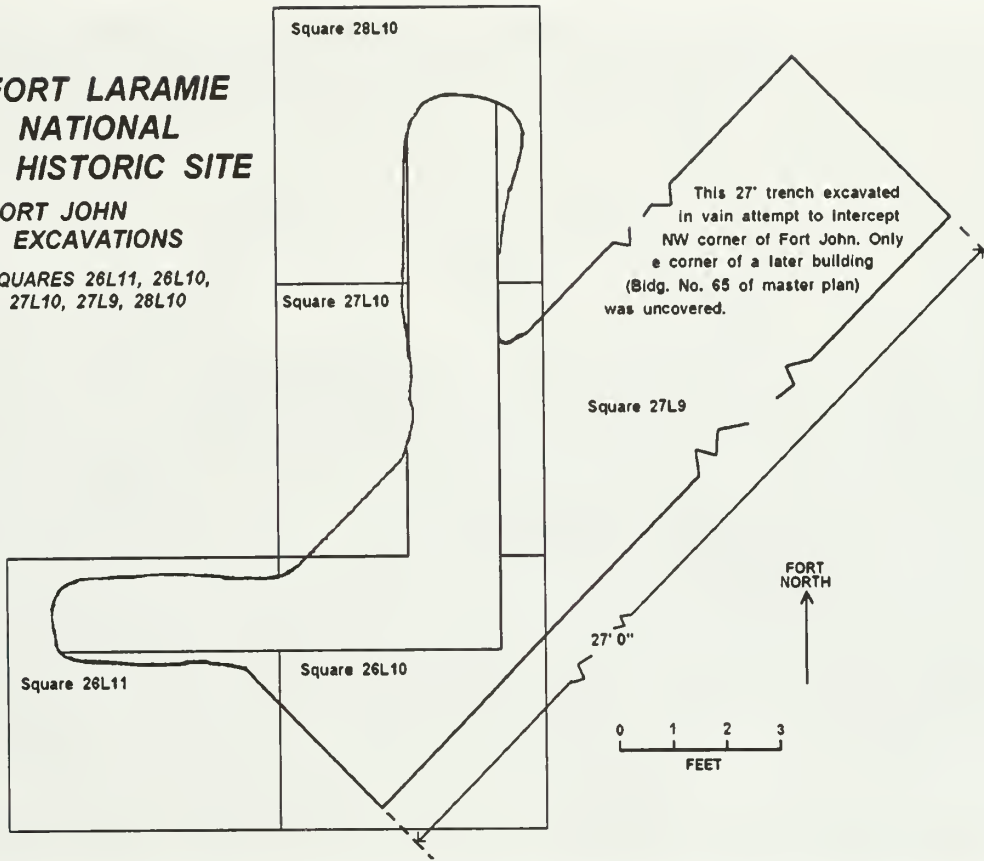 FORT LARAMIE
NATIONAL
HISTORIC SITE
ORT JOHN
EXCAVATIONS
QUARES 26L11, 26L10,
27L10, 27L9, 28L10
Square 28L10
This 27' trench excavated
in vain attempt to intercept
NW corner of Fort John. Only
e corner of a later building
(Bldg. No. 65 of master plan)
was uncovered.
Square 27L10
Square 27L9
FORT
NORTH
27' 0"
Square 26L11
Square 26L10
0 1 2 3
FEET